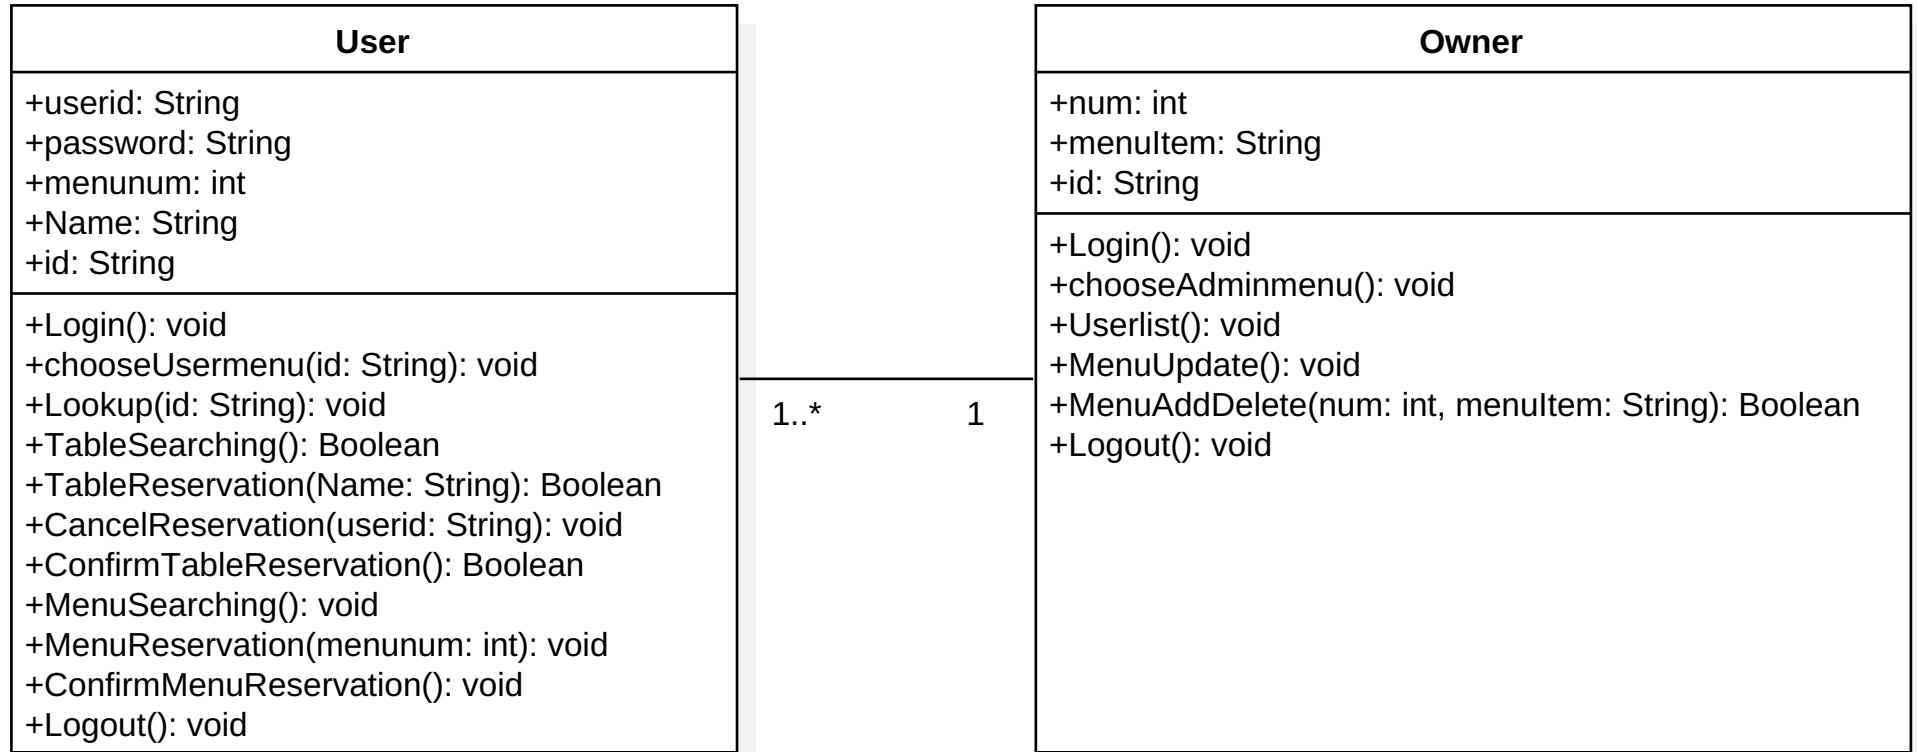 User
+userid: String
+password: String
+menunum: int
+Name: String
+id: String
+Login(): void
+chooseUsermenu(id: String): void
+Lookup(id: String): void
+TableSearching(): Boolean
+TableReservation(Name: String): Boolean
+CancelReservation(userid: String): void
+ConfirmTableReservation(): Boolean
+MenuSearching(): void
+MenuReservation(menunum: int): void
+ConfirmMenuReservation(): void
+Logout(): void
1..*
1
Owner
+num: int
+menuItem: String
+id: String
+Login(): void
+chooseAdminmenu(): void
+Userlist(): void
+MenuUpdate(): void
+MenuAddDelete(num: int, menuItem: String): Boolean
+Logout(): void